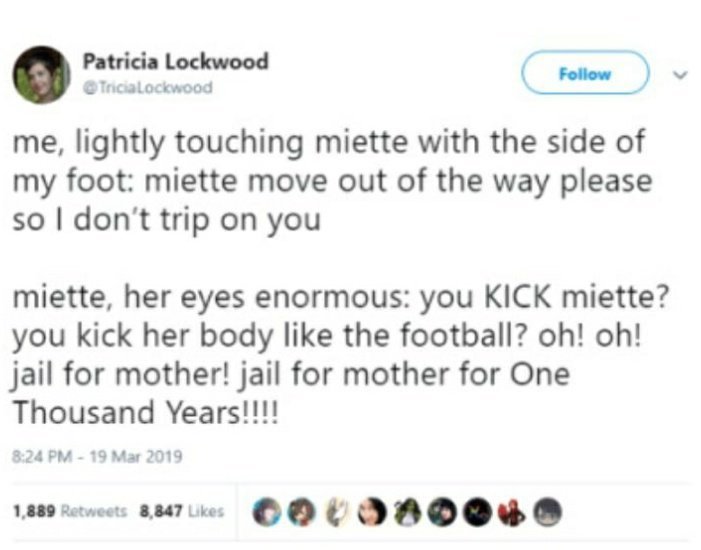 Patricia Lockwood
@TriciaLockwood
Follow
me, lightly touching miette with the side of
my foot: miette move out of the way please
so I don't trip on you
miette, her eyes enormous: you KICK miette?
you kick her body like the football? oh! oh!
jail for mother! jail for mother for One
Thousand Years!!!!
8:24 PM - 19 Mar 2019
1,889 Retweets 8,847 Likes